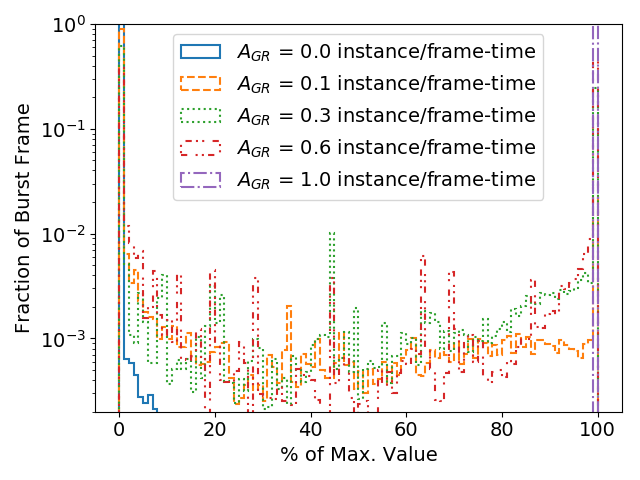 10⁰
10⁻¹
10⁻²
10⁻³
Fraction of Burst Frame
A_GR = 0.0 instance/frame-time
A_GR = 0.1 instance/frame-time
A_GR = 0.3 instance/frame-time
A_GR = 0.6 instance/frame-time
A_GR = 1.0 instance/frame-time
0 20 40 60 80 100
% of Max. Value